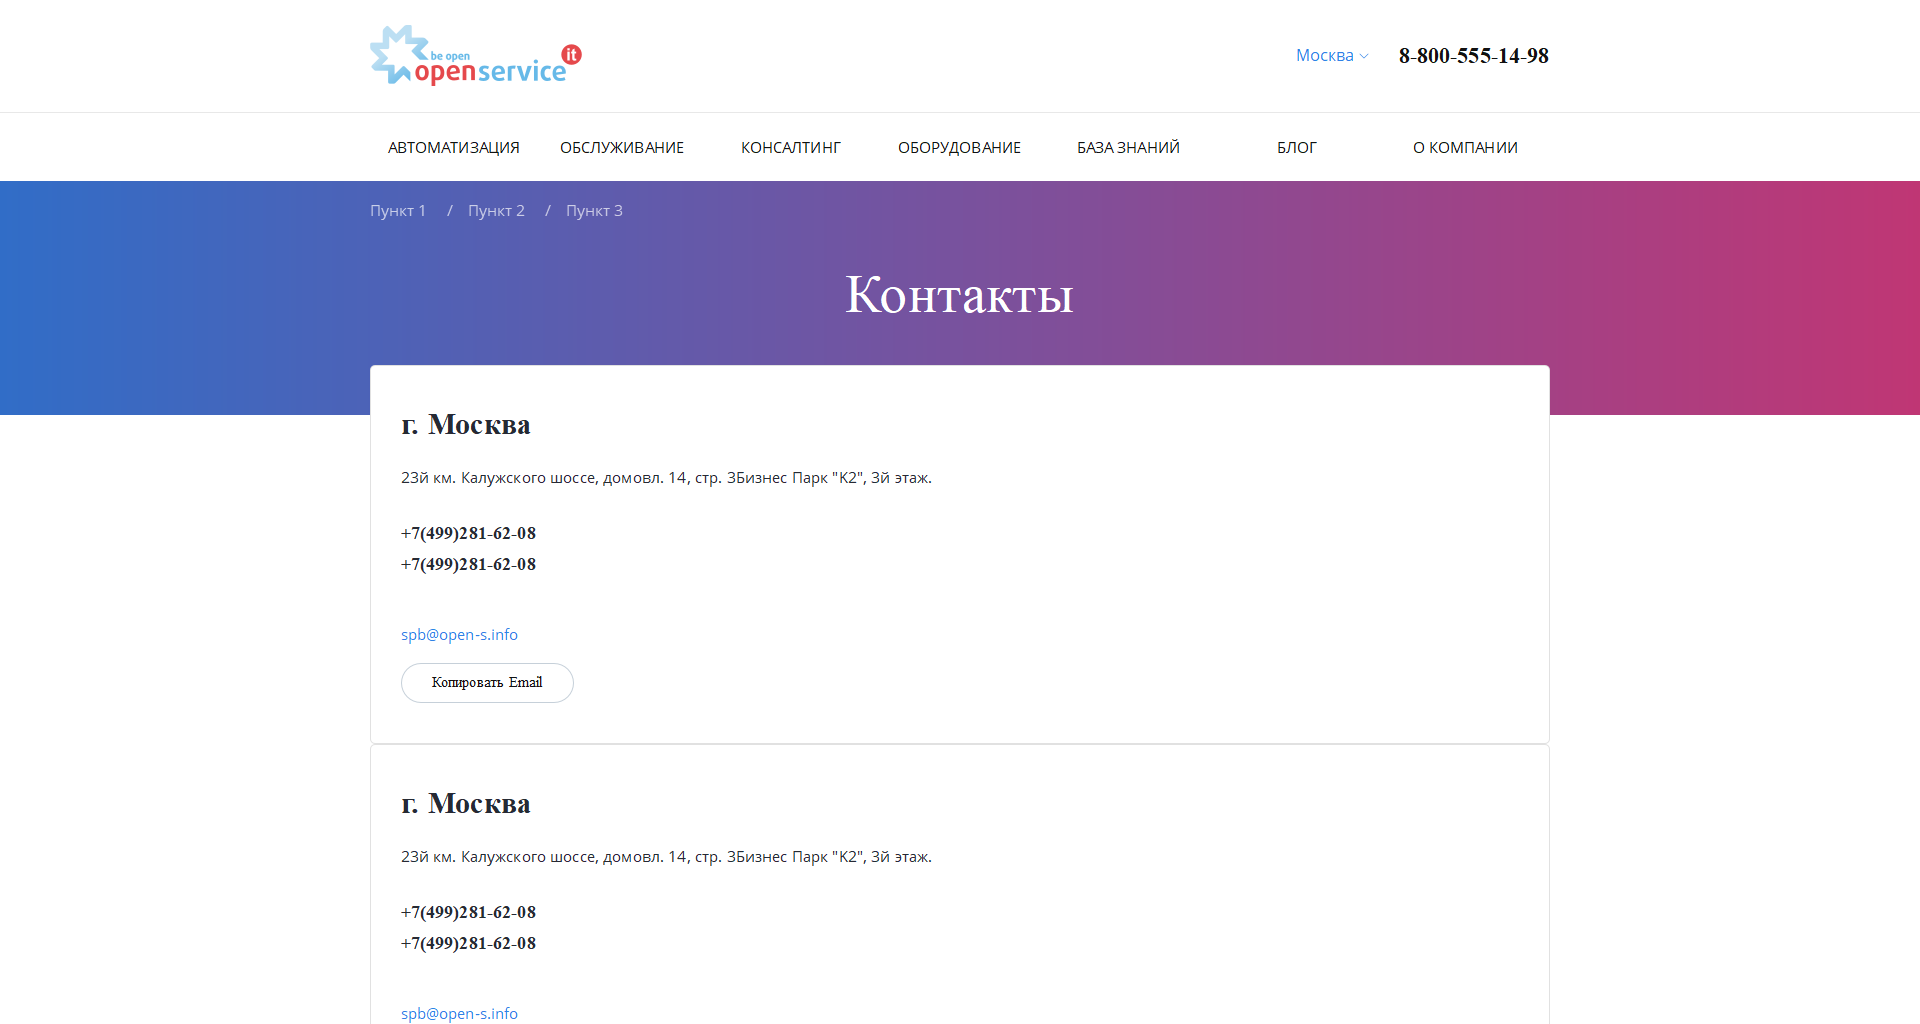 be open
openservice it
Москва
8-800-555-14-98
АВТОМАТИЗАЦИЯ ОБСЛУЖИВАНИЕ КОНСАЛТИНГ ОБОРУДОВАНИЕ БАЗА ЗНАНИЙ БЛОГ О КОМПАНИИ
Пункт 1 / Пункт 2 / Пункт 3
Контакты
г. Москва
23й км. Калужского шоссе, домовл. 14, стр. 3Бизнес Парк "K2", 3й этаж.
+7(499)281-62-08
+7(499)281-62-08
spb@open-s.info
Копировать Email
г. Москва
23й км. Калужского шоссе, домовл. 14, стр. 3Бизнес Парк "K2", 3й этаж.
+7(499)281-62-08
+7(499)281-62-08
spb@open-s.info